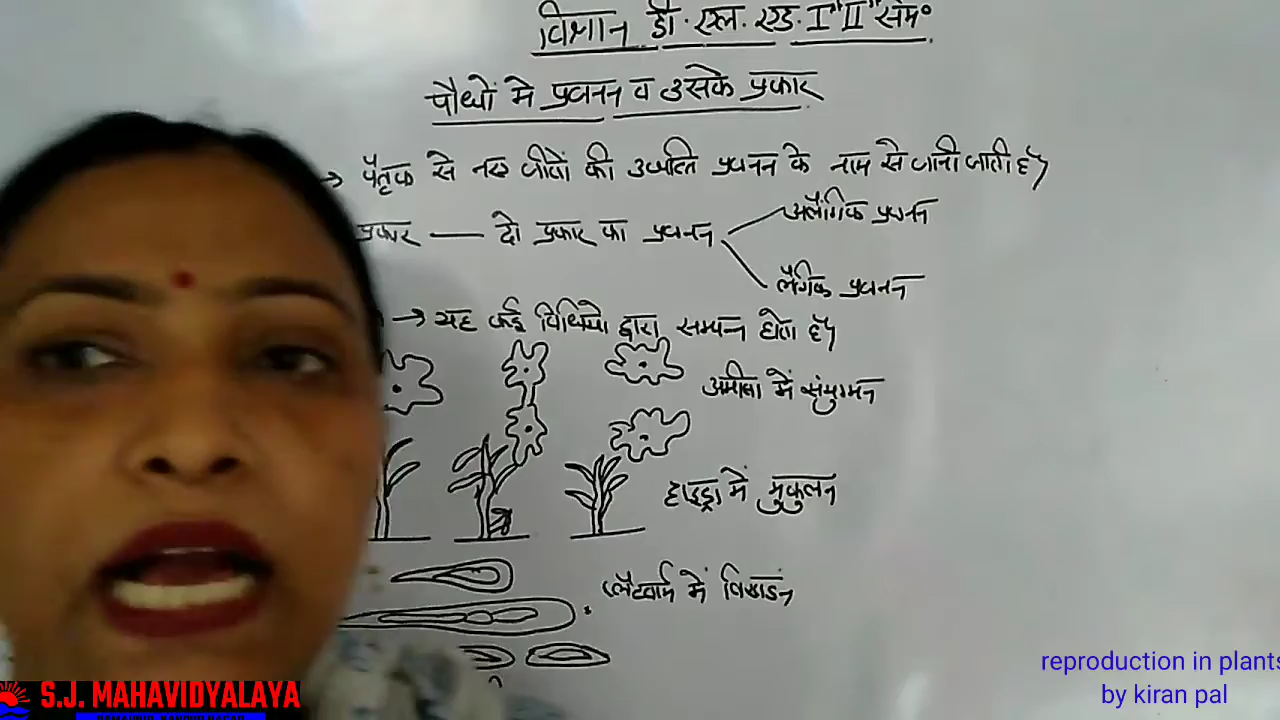 विज्ञान डी.एल.एड. I" II" सेम०
पौधों मे प्रजनन व उसके प्रकार
→ पैतृक से नए जीवों की उत्पत्ति प्रजनन के नाम से जानी जाती है।
प्रकार — दो प्रकार का प्रजनन
अलैंगिक प्रजनन
लैंगिक प्रजनन
→ यह कई विधियो द्वारा सम्पन्न होता है।
अमीबा में संयुग्मन
हाइड्रा में मुकुलन
में विखडंन
S.J. MAHAVIDYALAYA
reproduction in plants
by kiran pal